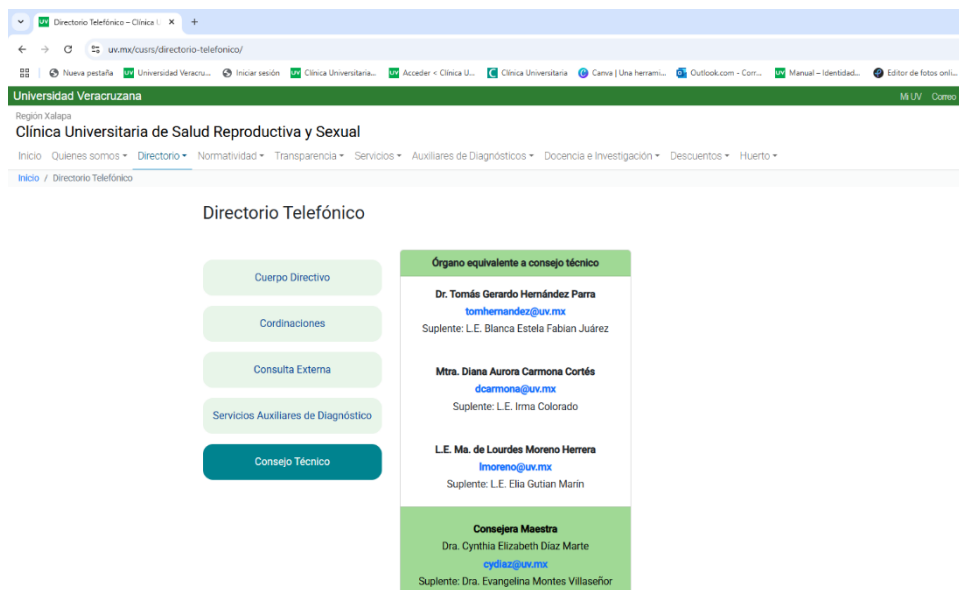 Directorio Telefónico – Clínica U
uv.mx/cusrs/directorio-telefonico/
Nueva pestaña
Universidad Veracru...
Iniciar sesión
Clínica Universitaria...
Acceder < Clínica U...
Clínica Universitaria
Canva | Una herrami...
Outlook.com - Corr...
Manual – Identidad...
Editor de fotos onli...
Universidad Veracruzana
Mi UV Correo
Región Xalapa
Clínica Universitaria de Salud Reproductiva y Sexual
Inicio Quienes somos Directorio Normatividad Transparencia Servicios Auxiliares de Diagnósticos Docencia e Investigación Descuentos Huerto
Inicio / Directorio Telefónico
Directorio Telefónico
Cuerpo Directivo
Cordinaciones
Consulta Externa
Servicios Auxiliares de Diagnóstico
Consejo Técnico
Órgano equivalente a consejo técnico
Dr. Tomás Gerardo Hernández Parra
tomhernandez@uv.mx
Suplente: L.E. Blanca Estela Fabian Juárez
Mtra. Diana Aurora Carmona Cortés
dcarmona@uv.mx
Suplente: L.E. Irma Colorado
L.E. Ma. de Lourdes Moreno Herrera
lmoreno@uv.mx
Suplente: L.E. Elia Gutian Marín
Consejera Maestra
Dra. Cynthia Elizabeth Díaz Marte
cydiaz@uv.mx
Suplente: Dra. Evangelina Montes Villaseñor